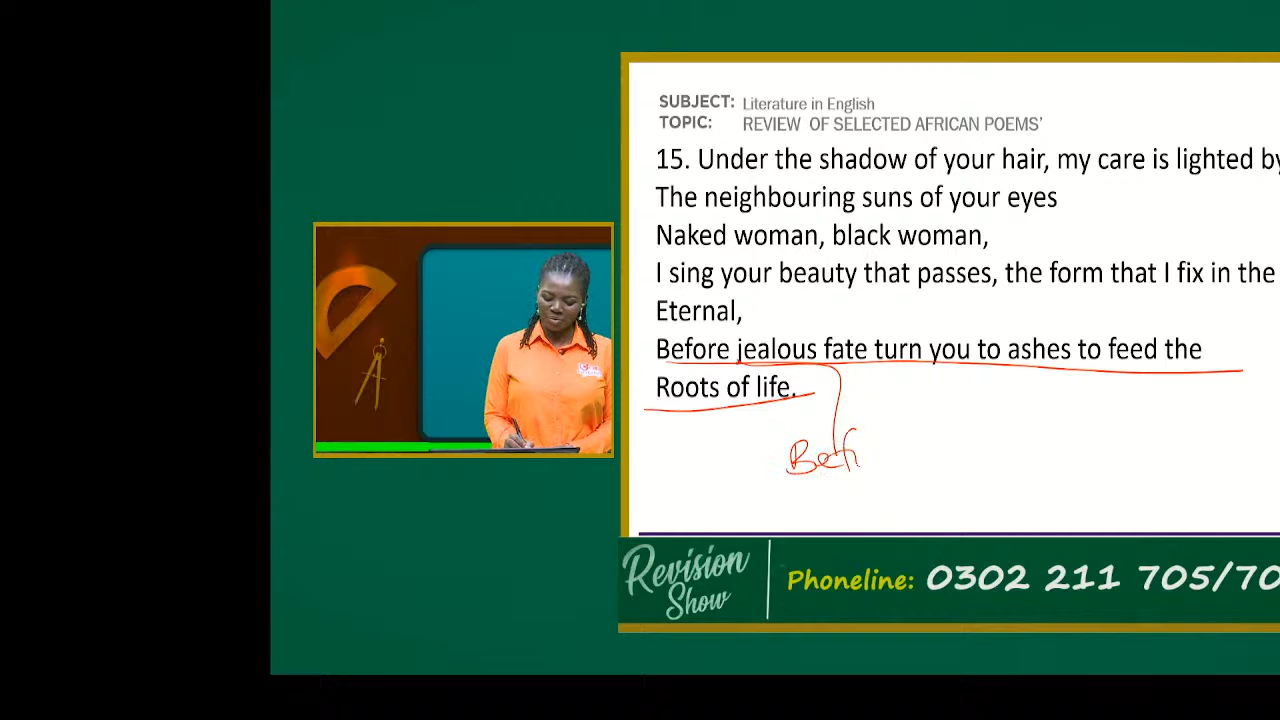 SUBJECT: Literature in English
TOPIC: REVIEW OF SELECTED AFRICAN POEMS'
15. Under the shadow of your hair, my care is lighted by
The neighbouring suns of your eyes
Naked woman, black woman,
I sing your beauty that passes, the form that I fix in the
Eternal,
Before jealous fate turn you to ashes to feed the
Roots of life.
Revision
Show
Phoneline: 0302 211 705/70